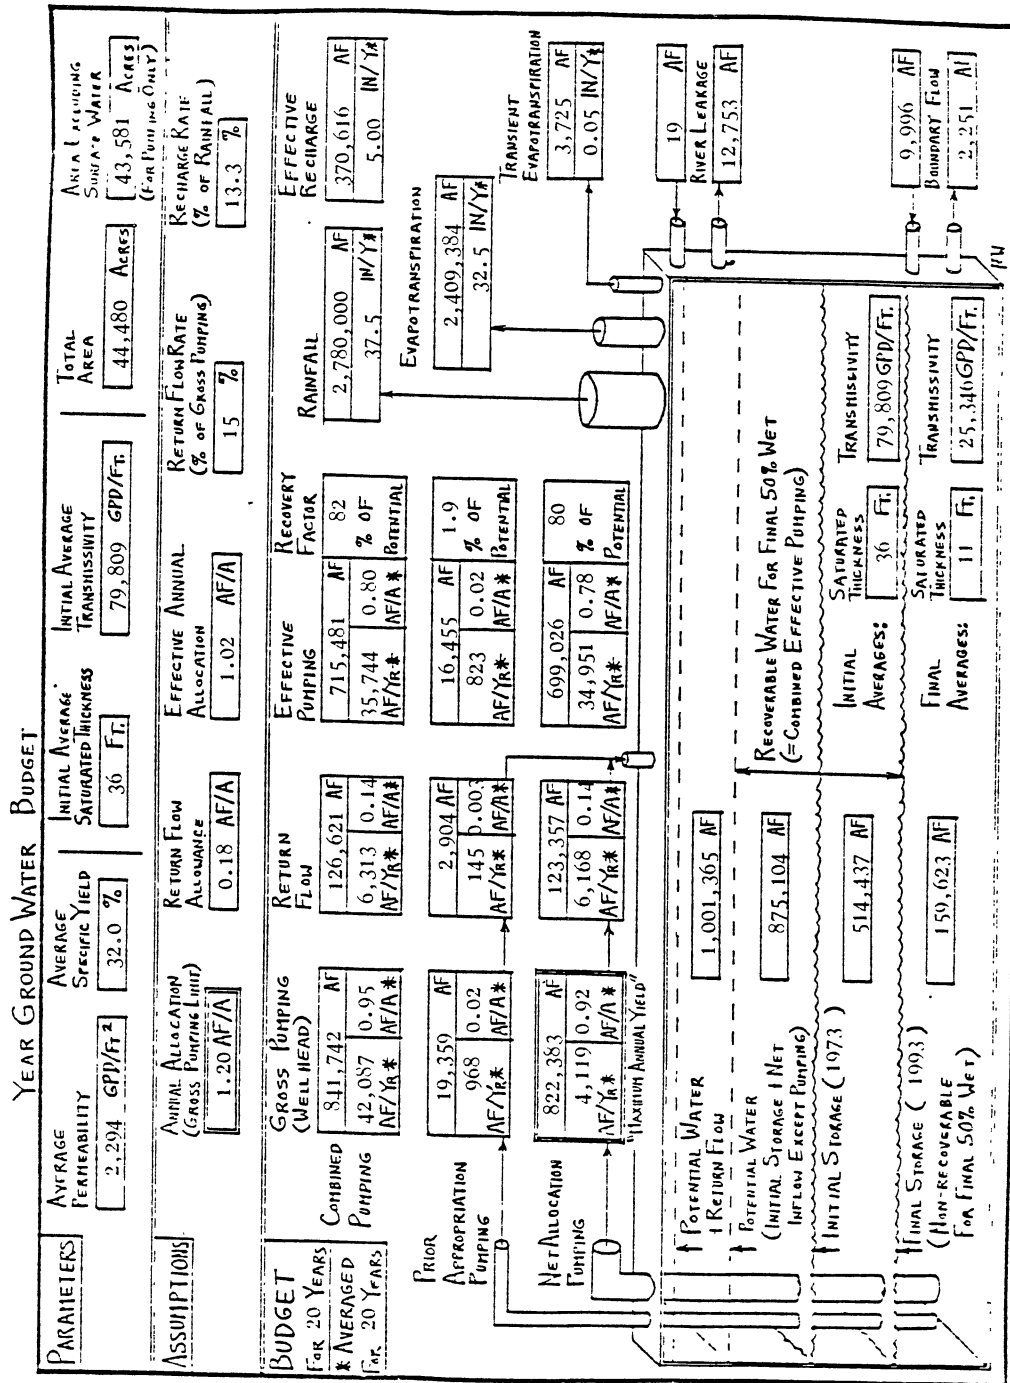 YEAR GROUND WATER BUDGET
PARAMETERS
AVERAGE PERMEABILITY
2,294 GPD/FT²
AVERAGE SPECIFIC YIELD
32.0 %
INITIAL AVERAGE SATURATED THICKNESS
36 FT.
INITIAL AVERAGE TRANSMISSIVITY
79,809 GPD/FT.
TOTAL AREA
44,480 ACRES
AREA EXCLUDING SURFACE WATER
43,581 ACRES
(FOR PUMPING ONLY)
ASSUMPTIONS
ANNUAL ALLOCATION (GROSS PUMPING LIMIT)
1.20 AF/A
RETURN FLOW ALLOWANCE
0.18 AF/A
EFFECTIVE ANNUAL ALLOCATION
1.02 AF/A
RETURN FLOW RATE (% OF GROSS PUMPING)
15 %
RECHARGE RATE (% OF RAINFALL)
13.3 %
BUDGET
FOR 20 YEARS
* AVERAGED FOR 20 YEARS
GROSS PUMPING (WELL HEAD)
RETURN FLOW
EFFECTIVE PUMPING
RECOVERY FACTOR
RAINFALL
EFFECTIVE RECHARGE
COMBINED PUMPING
841,742 AF
42,087 AF/YR* 0.95 AF/A*
126,621 AF
6,313 AF/YR* 0.14 AF/A*
715,481 AF
35,744 AF/YR* 0.80 AF/A*
82 % OF POTENTIAL
2,780,000 AF
37.5 IN/Y*
370,616 AF
5.00 IN/Y*
PRIOR APPROPRIATION PUMPING
19,359 AF
968 AF/YR* 0.02 AF/A*
2,904 AF
145 AF/YR* 0.003 AF/A*
16,455 AF
823 AF/YR* 0.02 AF/A*
1.9 % OF POTENTIAL
EVAPOTRANSPIRATION
2,409,384 AF
32.5 IN/Y*
TRANSIENT EVAPOTRANSPIRATION
3,725 AF
0.05 IN/Y*
NET ALLOCATION PUMPING
822,383 AF
4,119 AF/YR* 0.92 AF/A*
"MAXIMUM ANNUAL YIELD"
123,357 AF
6,168 AF/YR* 0.14 AF/A*
699,026 AF
34,951 AF/YR* 0.78 AF/A*
80 % OF POTENTIAL
19 AF
RIVER LEAKAGE
12,753 AF
9,996 AF
BOUNDARY FLOW
2,251 AF
POTENTIAL WATER + RETURN FLOW
1,001,365 AF
POTENTIAL WATER
(INITIAL STORAGE + NET INFLOW EXCEPT PUMPING)
875,104 AF
RECOVERABLE WATER FOR FINAL 50% WET
(=COMBINED EFFECTIVE PUMPING)
INITIAL STORAGE (1973)
514,437 AF
INITIAL AVERAGES:
SATURATED THICKNESS
36 FT.
TRANSMISSIVITY
79,809 GPD/FT.
FINAL STORAGE (1993)
(NON-RECOVERABLE FOR FINAL 50% WET)
159,623 AF
FINAL AVERAGES:
SATURATED THICKNESS
11 FT.
TRANSMISSIVITY
25,346 GPD/FT.